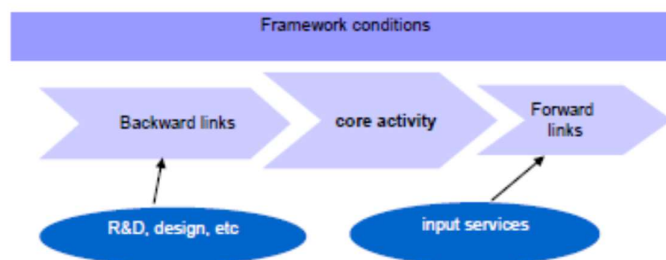 Framework conditions
Backward links
core activity
Forward
links
R&D, design, etc
input services